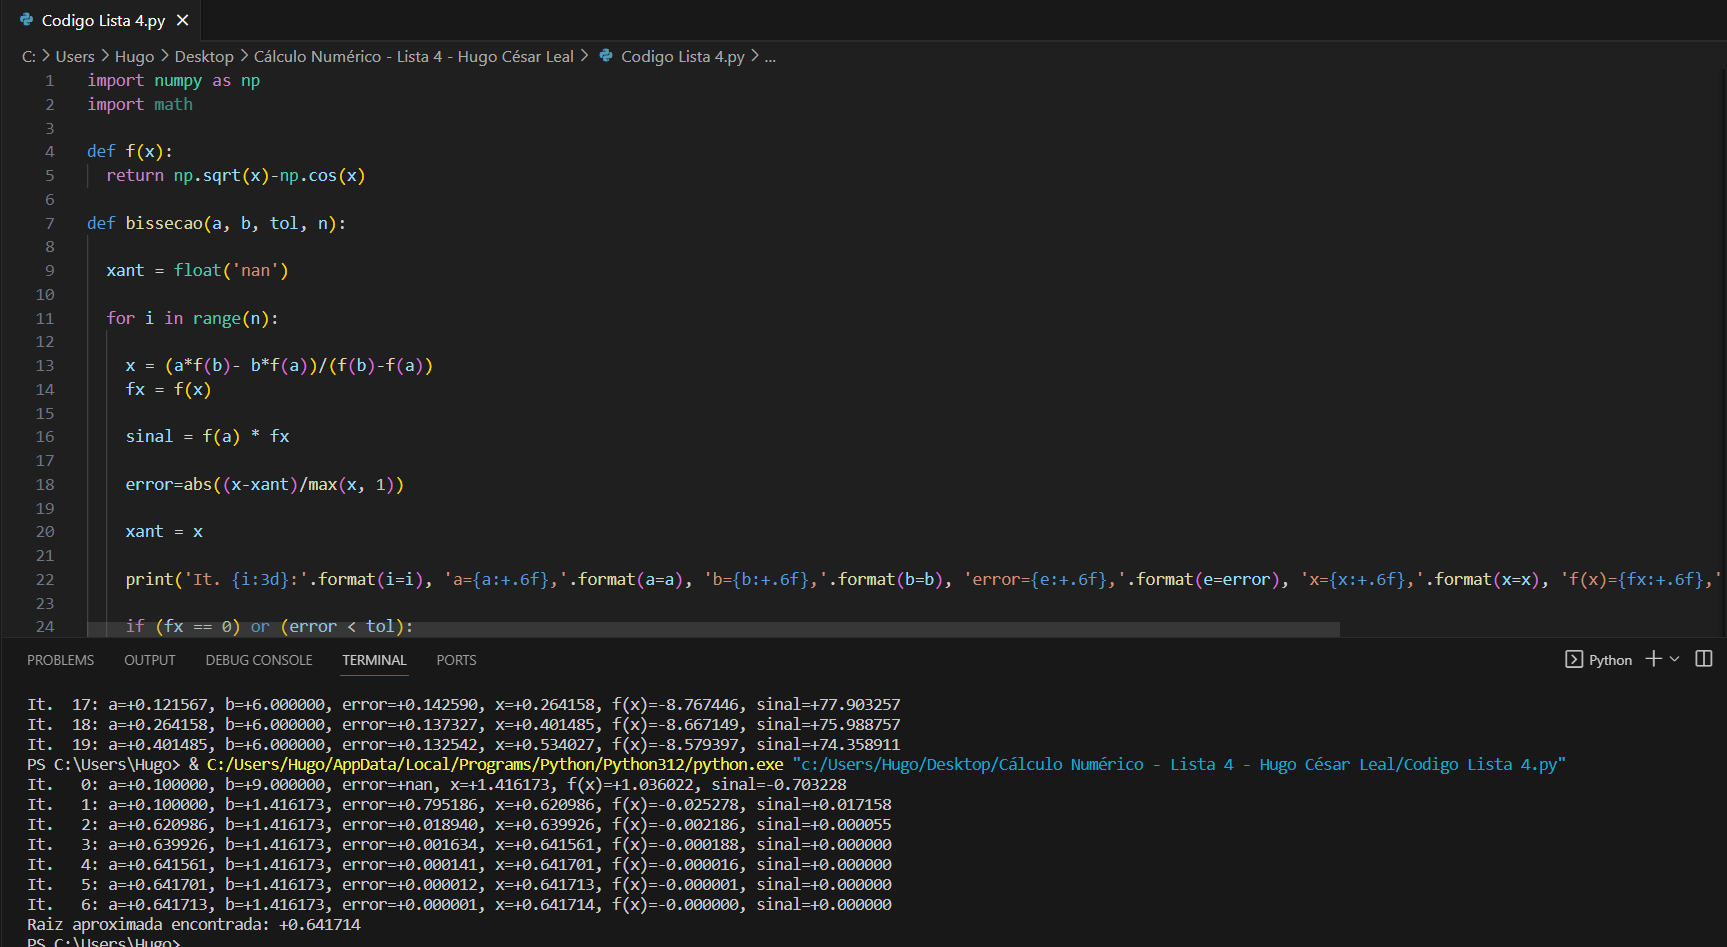 Codigo Lista 4.py ×
C: > Users > Hugo > Desktop > Cálculo Numérico - Lista 4 - Hugo César Leal > Codigo Lista 4.py > ...
1 import numpy as np
2 import math
3
4 def f(x):
5 return np.sqrt(x)-np.cos(x)
6
7 def bissecao(a, b, tol, n):
8
9 xant = float('nan')
10
11 for i in range(n):
12
13 x = (a*f(b)- b*f(a))/(f(b)-f(a))
14 fx = f(x)
15
16 sinal = f(a) * fx
17
18 error=abs((x-xant)/max(x, 1))
19
20 xant = x
21
22 print('It. {i:3d}:'.format(i=i), 'a={a:+.6f},'.format(a=a), 'b={b:+.6f},'.format(b=b), 'error={e:+.6f},'.format(e=error), 'x={x:+.6f},'.format(x=x), 'f(x)={fx:+.6f},'
23
24 if (fx == 0) or (error < tol):
PROBLEMS OUTPUT DEBUG CONSOLE TERMINAL PORTS Python
It.  17: a=+0.121567, b=+6.000000, error=+0.142590, x=+0.264158, f(x)=-8.767446, sinal=+77.903257
It.  18: a=+0.264158, b=+6.000000, error=+0.137327, x=+0.401485, f(x)=-8.667149, sinal=+75.988757
It.  19: a=+0.401485, b=+6.000000, error=+0.132542, x=+0.534027, f(x)=-8.579397, sinal=+74.358911
PS C:\Users\Hugo> & C:/Users/Hugo/AppData/Local/Programs/Python/Python312/python.exe "c:/Users/Hugo/Desktop/Cálculo Numérico - Lista 4 - Hugo César Leal/Codigo Lista 4.py"
It.   0: a=+0.100000, b=+9.000000, error=+nan, x=+1.416173, f(x)=+1.036022, sinal=-0.703228
It.   1: a=+0.100000, b=+1.416173, error=+0.795186, x=+0.620986, f(x)=-0.025278, sinal=+0.017158
It.   2: a=+0.620986, b=+1.416173, error=+0.018940, x=+0.639926, f(x)=-0.002186, sinal=+0.000055
It.   3: a=+0.639926, b=+1.416173, error=+0.001634, x=+0.641561, f(x)=-0.000188, sinal=+0.000000
It.   4: a=+0.641561, b=+1.416173, error=+0.000141, x=+0.641701, f(x)=-0.000016, sinal=+0.000000
It.   5: a=+0.641701, b=+1.416173, error=+0.000012, x=+0.641713, f(x)=-0.000001, sinal=+0.000000
It.   6: a=+0.641713, b=+1.416173, error=+0.000001, x=+0.641714, f(x)=-0.000000, sinal=+0.000000
Raiz aproximada encontrada: +0.641714
PS C:\Users\Hugo>